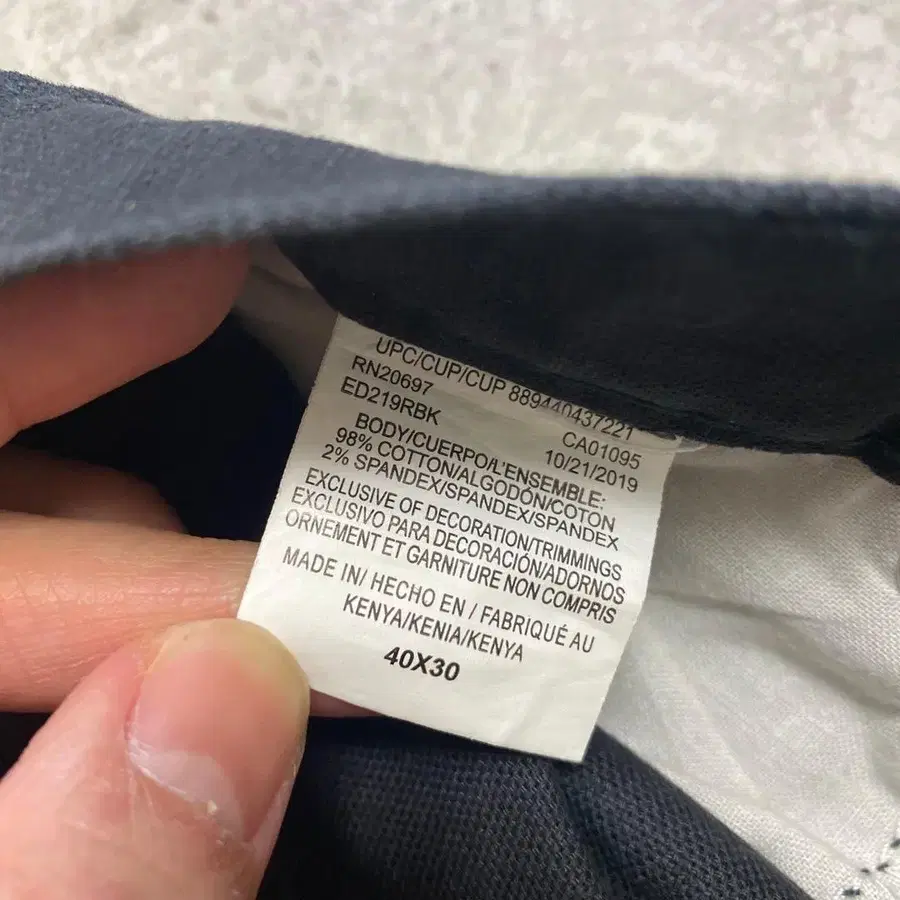 UPC/CUP/CUP 889440437221
RN20697
CA01095
ED219RBK
10/21/2019
BODY/CUERPO/L'ENSEMBLE:
98% COTTON/ALGODÓN/COTON
2% SPANDEX/SPANDEX/SPANDEX
EXCLUSIVE OF DECORATION/TRIMMINGS
EXCLUSIVO PARA DECORACIÓN/ADORNOS
ORNEMENT ET GARNITURE NON COMPRIS
MADE IN/ HECHO EN / FABRIQUÉ AU
KENYA/KENIA/KENYA
40X30